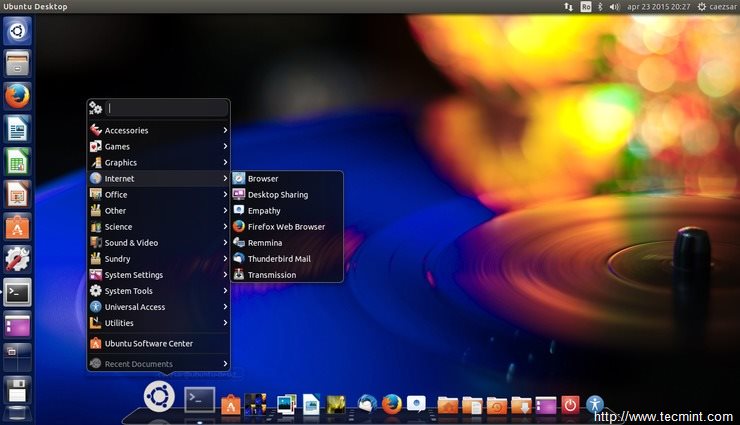 Ubuntu Desktop
Ro
apr 23 2015 20:27
caezsar
Accessories
Games
Graphics
Internet
Office
Other
Science
Sound & Video
Sundry
System Settings
System Tools
Universal Access
Utilities
Ubuntu Software Center
Recent Documents
Browser
Desktop Sharing
Empathy
Firefox Web Browser
Remmina
Thunderbird Mail
Transmission
http://www.tecmint.com